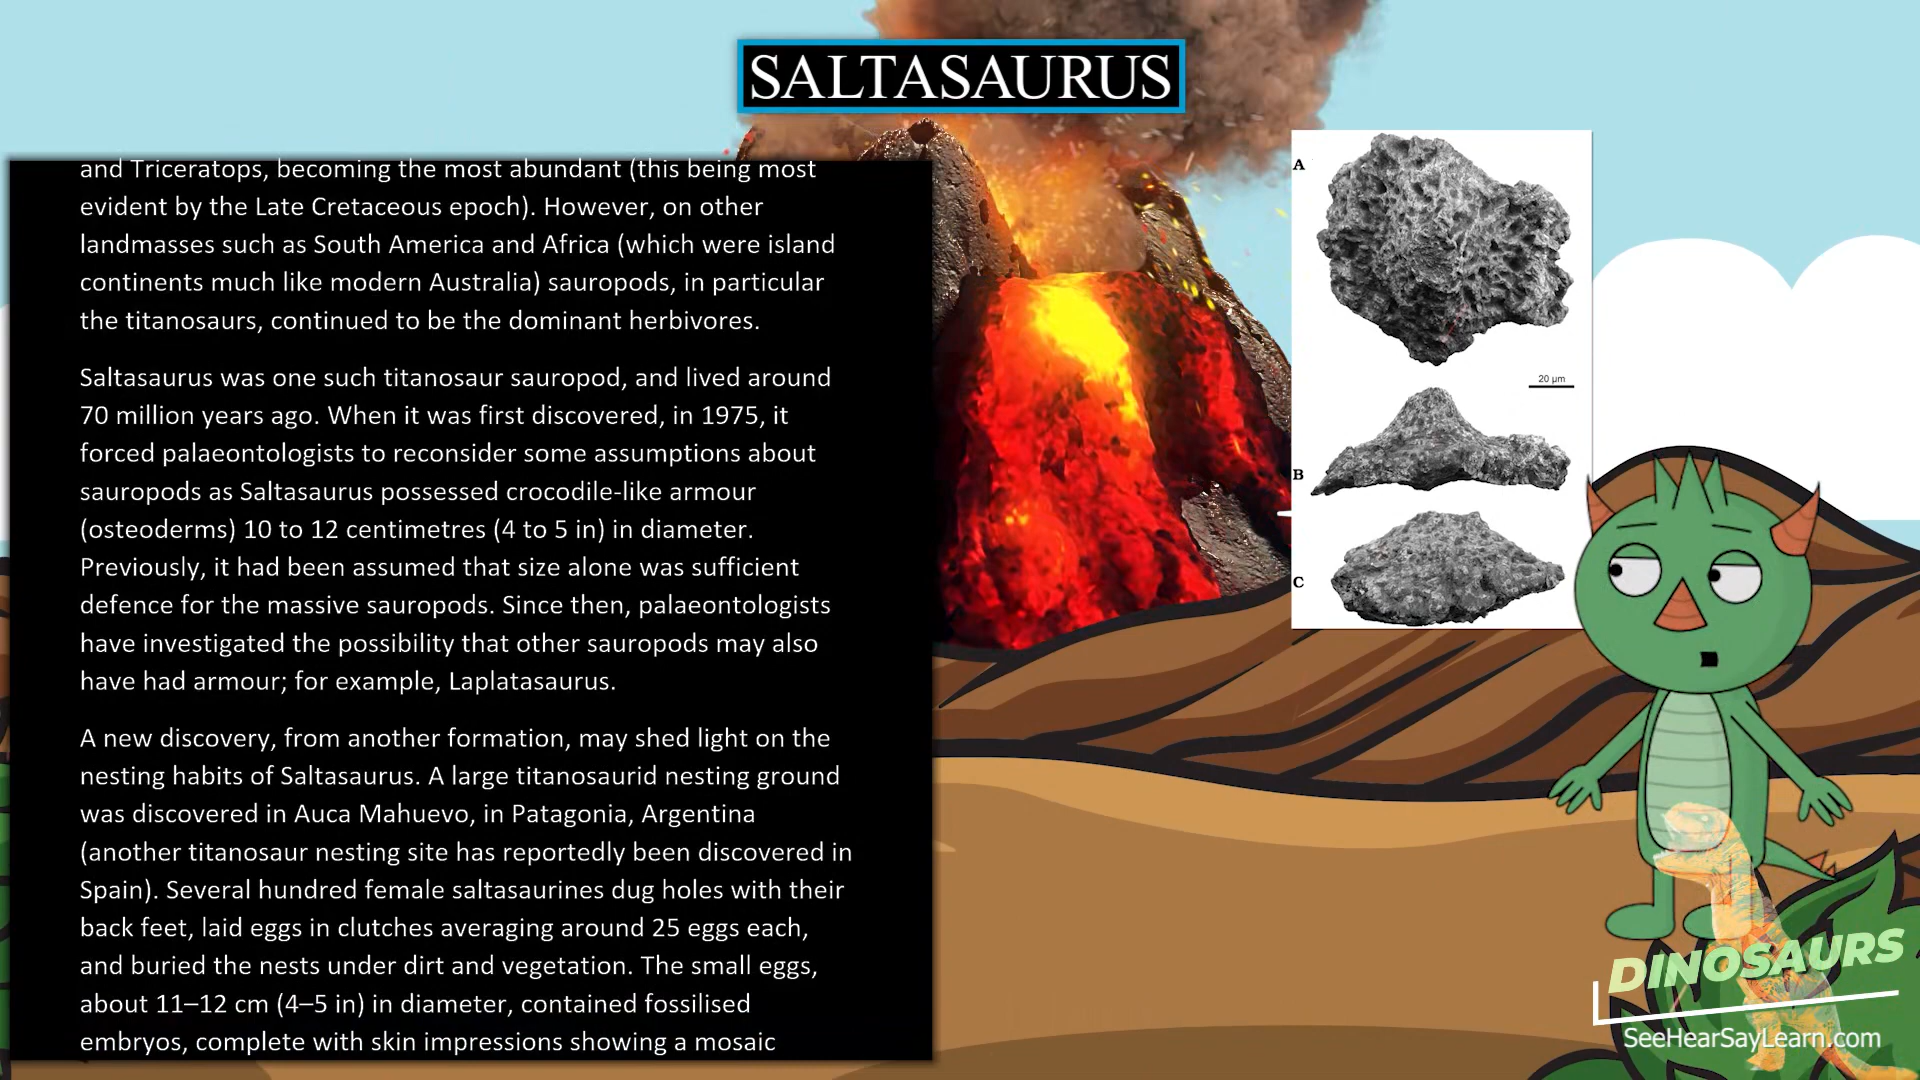 SALTASAURUS
and Triceratops, becoming the most abundant (this being most
evident by the Late Cretaceous epoch). However, on other
landmasses such as South America and Africa (which were island
continents much like modern Australia) sauropods, in particular
the titanosaurs, continued to be the dominant herbivores.
Saltasaurus was one such titanosaur sauropod, and lived around
70 million years ago. When it was first discovered, in 1975, it
forced palaeontologists to reconsider some assumptions about
sauropods as Saltasaurus possessed crocodile-like armour
(osteoderms) 10 to 12 centimetres (4 to 5 in) in diameter.
Previously, it had been assumed that size alone was sufficient
defence for the massive sauropods. Since then, palaeontologists
have investigated the possibility that other sauropods may also
have had armour; for example, Laplatasaurus.
A new discovery, from another formation, may shed light on the
nesting habits of Saltasaurus. A large titanosaurid nesting ground
was discovered in Auca Mahuevo, in Patagonia, Argentina
(another titanosaur nesting site has reportedly been discovered in
Spain). Several hundred female saltasaurines dug holes with their
back feet, laid eggs in clutches averaging around 25 eggs each,
and buried the nests under dirt and vegetation. The small eggs,
about 11–12 cm (4–5 in) in diameter, contained fossilised
embryos, complete with skin impressions showing a mosaic
A
20 µm
B
C
DINOSAURS
SeeHearSayLearn.com